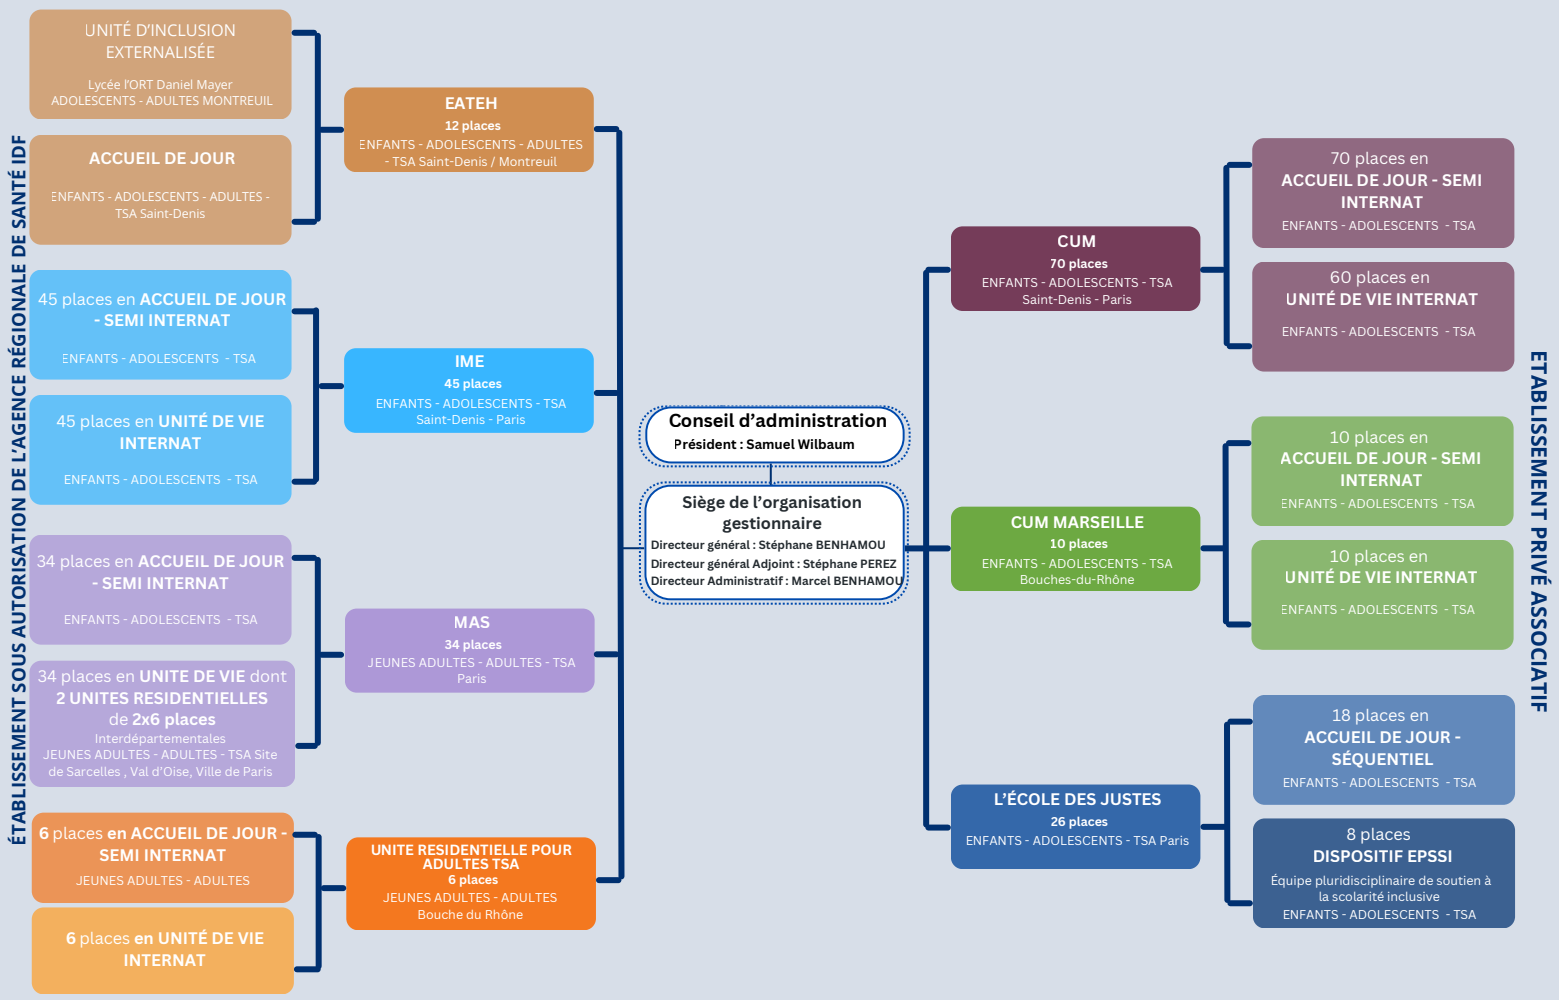 ÉTABLISSEMENT SOUS AUTORISATION DE L'AGENCE RÉGIONALE DE SANTÉ IDF
UNITÉ D'INCLUSION
EXTERNALISÉE
Lycée l'ORT Daniel Mayer
ADOLESCENTS - ADULTES MONTREUIL
ACCUEIL DE JOUR
ENFANTS - ADOLESCENTS - ADULTES -
TSA Saint-Denis
EATEH
12 places
ENFANTS - ADOLESCENTS - ADULTES
- TSA Saint-Denis / Montreuil
45 places en ACCUEIL DE JOUR
- SEMI INTERNAT
ENFANTS - ADOLESCENTS - TSA
45 places en UNITÉ DE VIE
INTERNAT
ENFANTS - ADOLESCENTS - TSA
IME
45 places
ENFANTS - ADOLESCENTS - TSA
Saint-Denis - Paris
34 places en ACCUEIL DE JOUR
- SEMI INTERNAT
ENFANTS - ADOLESCENTS - TSA
34 places en UNITE DE VIE dont
2 UNITES RESIDENTIELLES
de 2x6 places
Interdépartementales
JEUNES ADULTES - ADULTES - TSA Site
de Sarcelles , Val d'Oise, Ville de Paris
MAS
34 places
JEUNES ADULTES - ADULTES - TSA
Paris
6 places en ACCUEIL DE JOUR -
SEMI INTERNAT
JEUNES ADULTES - ADULTES
6 places en UNITÉ DE VIE
INTERNAT
UNITE RESIDENTIELLE POUR
ADULTES TSA
6 places
JEUNES ADULTES - ADULTES
Bouche du Rhône
Conseil d'administration
Président : Samuel Wilbaum
Siège de l'organisation
gestionnaire
Directeur général : Stéphane BENHAMOU
Directeur général Adjoint : Stéphane PEREZ
Directeur Administratif : Marcel BENHAMOU
CUM
70 places
ENFANTS - ADOLESCENTS - TSA
Saint-Denis - Paris
70 places en
ACCUEIL DE JOUR - SEMI
INTERNAT
ENFANTS - ADOLESCENTS - TSA
60 places en
UNITÉ DE VIE INTERNAT
ENFANTS - ADOLESCENTS - TSA
CUM MARSEILLE
10 places
ENFANTS - ADOLESCENTS - TSA
Bouches-du-Rhône
10 places en
ACCUEIL DE JOUR - SEMI
INTERNAT
ENFANTS - ADOLESCENTS - TSA
10 places en
UNITÉ DE VIE INTERNAT
ENFANTS - ADOLESCENTS - TSA
L'ÉCOLE DES JUSTES
26 places
ENFANTS - ADOLESCENTS - TSA Paris
18 places en
ACCUEIL DE JOUR -
SÉQUENTIEL
ENFANTS - ADOLESCENTS - TSA
8 places
DISPOSITIF EPSSI
Équipe pluridisciplinaire de soutien à
la scolarité inclusive
ENFANTS - ADOLESCENTS - TSA
ETABLISSEMENT PRIVÉ ASSOCIATIF